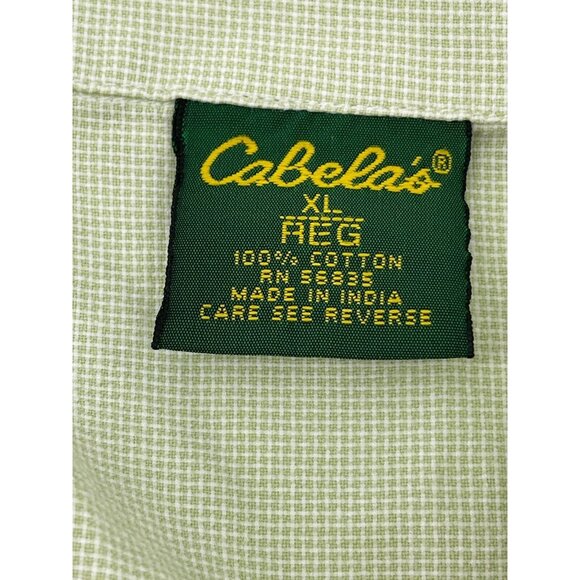 Cabela's®
XL
REG
100% COTTON
RN 56835
MADE IN INDIA
CARE SEE REVERSE